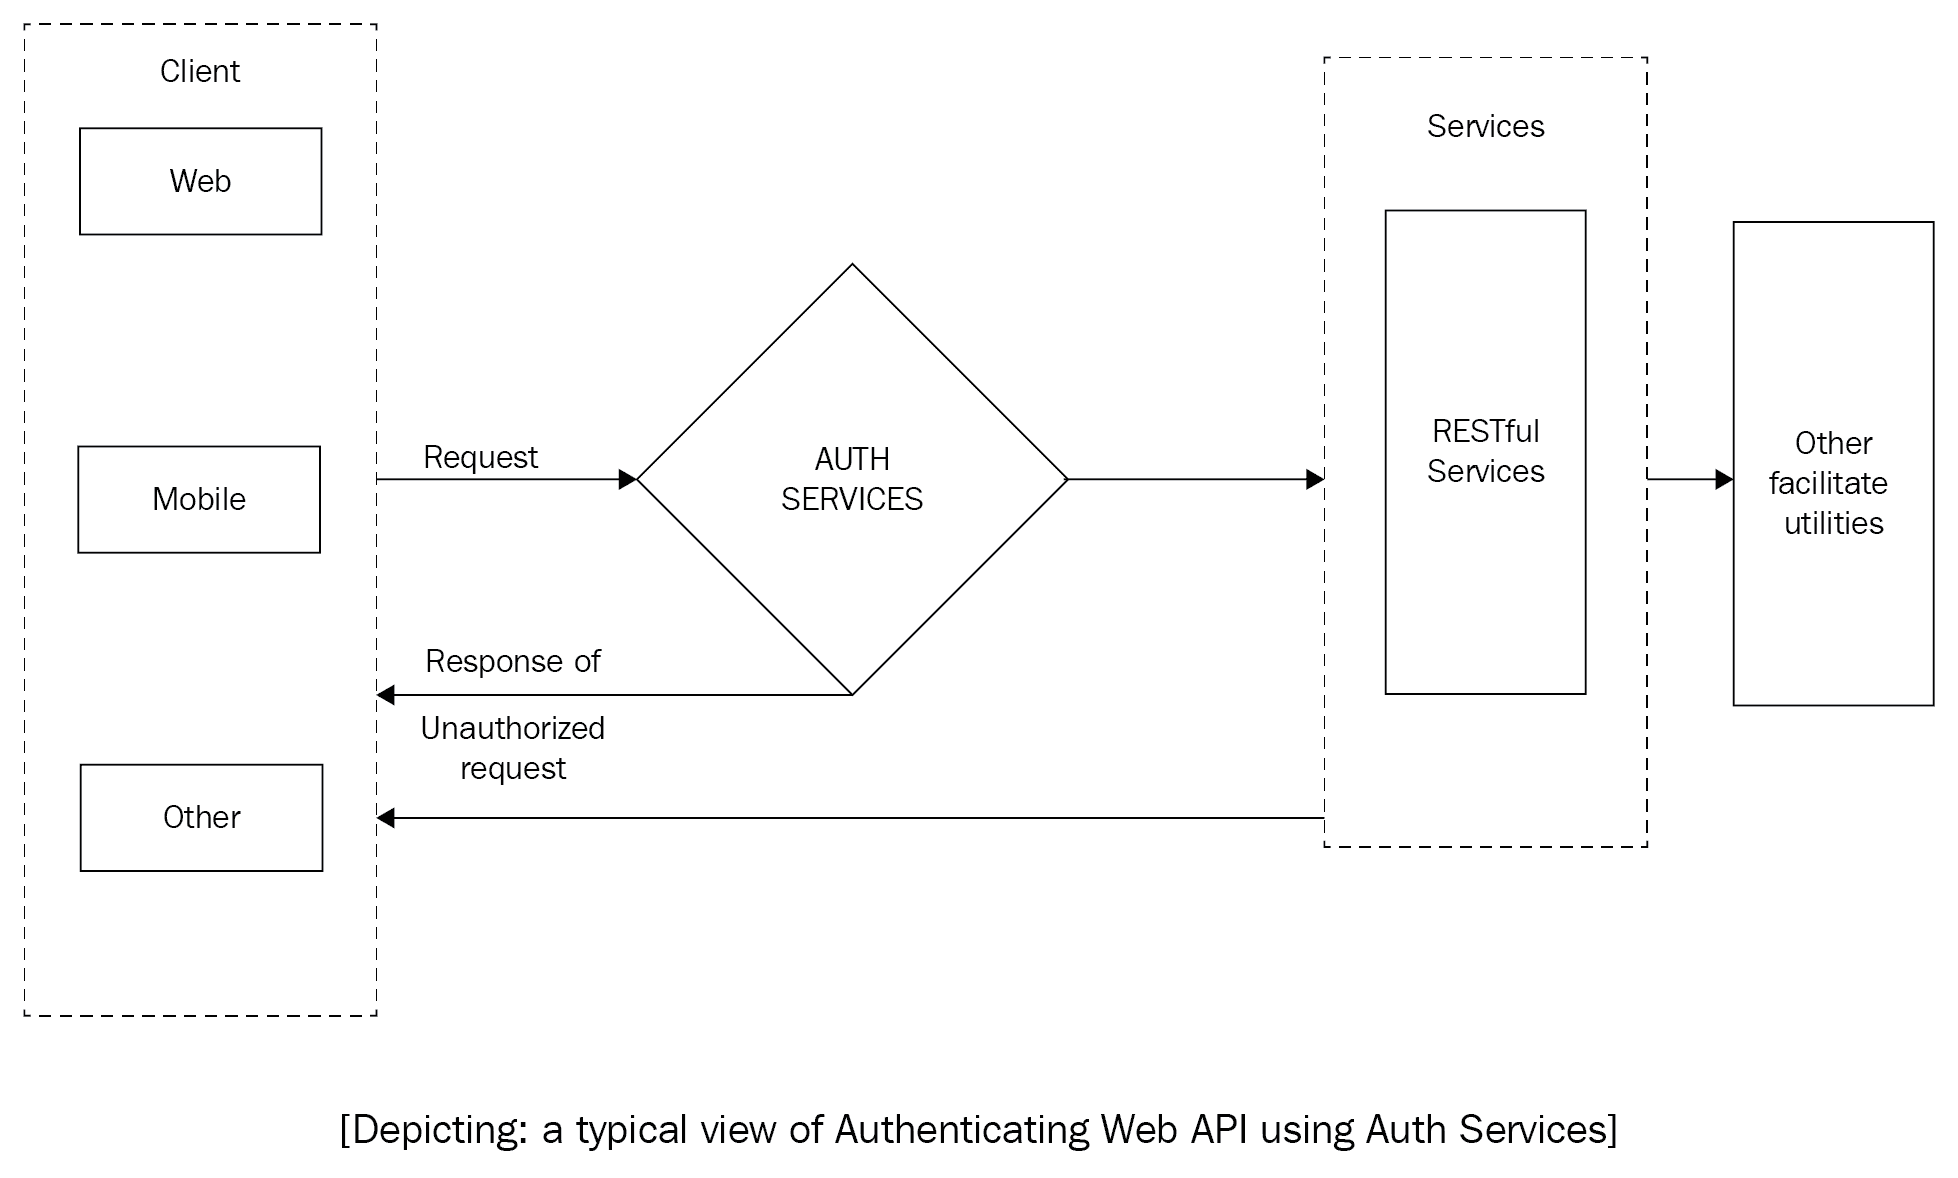 Client
Web
Mobile
Other
Request
Response of
Unauthorized
request
AUTH
SERVICES
Services
RESTful
Services
Other
facilitate
utilities
[Depicting: a typical view of Authenticating Web API using Auth Services]